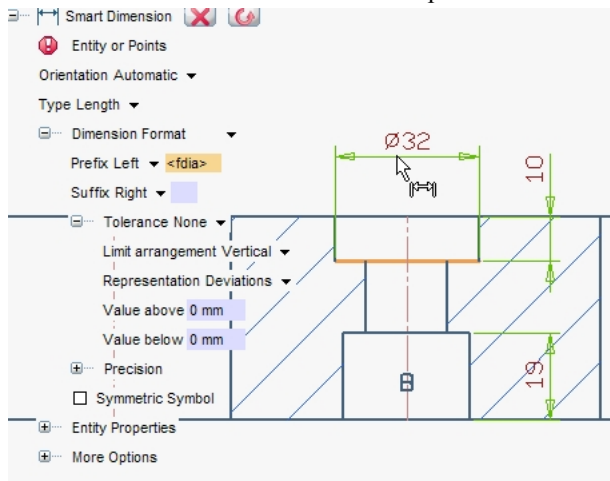 Smart Dimension
Entity or Points
Orientation Automatic
Type Length
Dimension Format
Prefix Left <fdia>
Suffix Right
Tolerance None
Limit arrangement Vertical
Representation Deviations
Value above 0 mm
Value below 0 mm
Precision
Symmetric Symbol
Entity Properties
More Options
Ø32
10
19
B